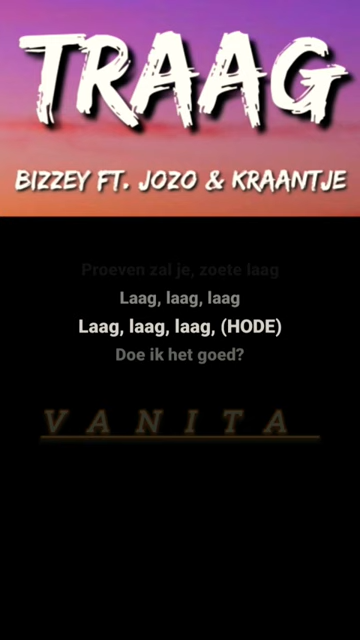 TRAAG
BIZZEY FT. JOZO & KRAANTJE
Proeven zal je, zoete laag
Laag, laag, laag
Laag, laag, laag, (HODE)
Doe ik het goed?
VANITA